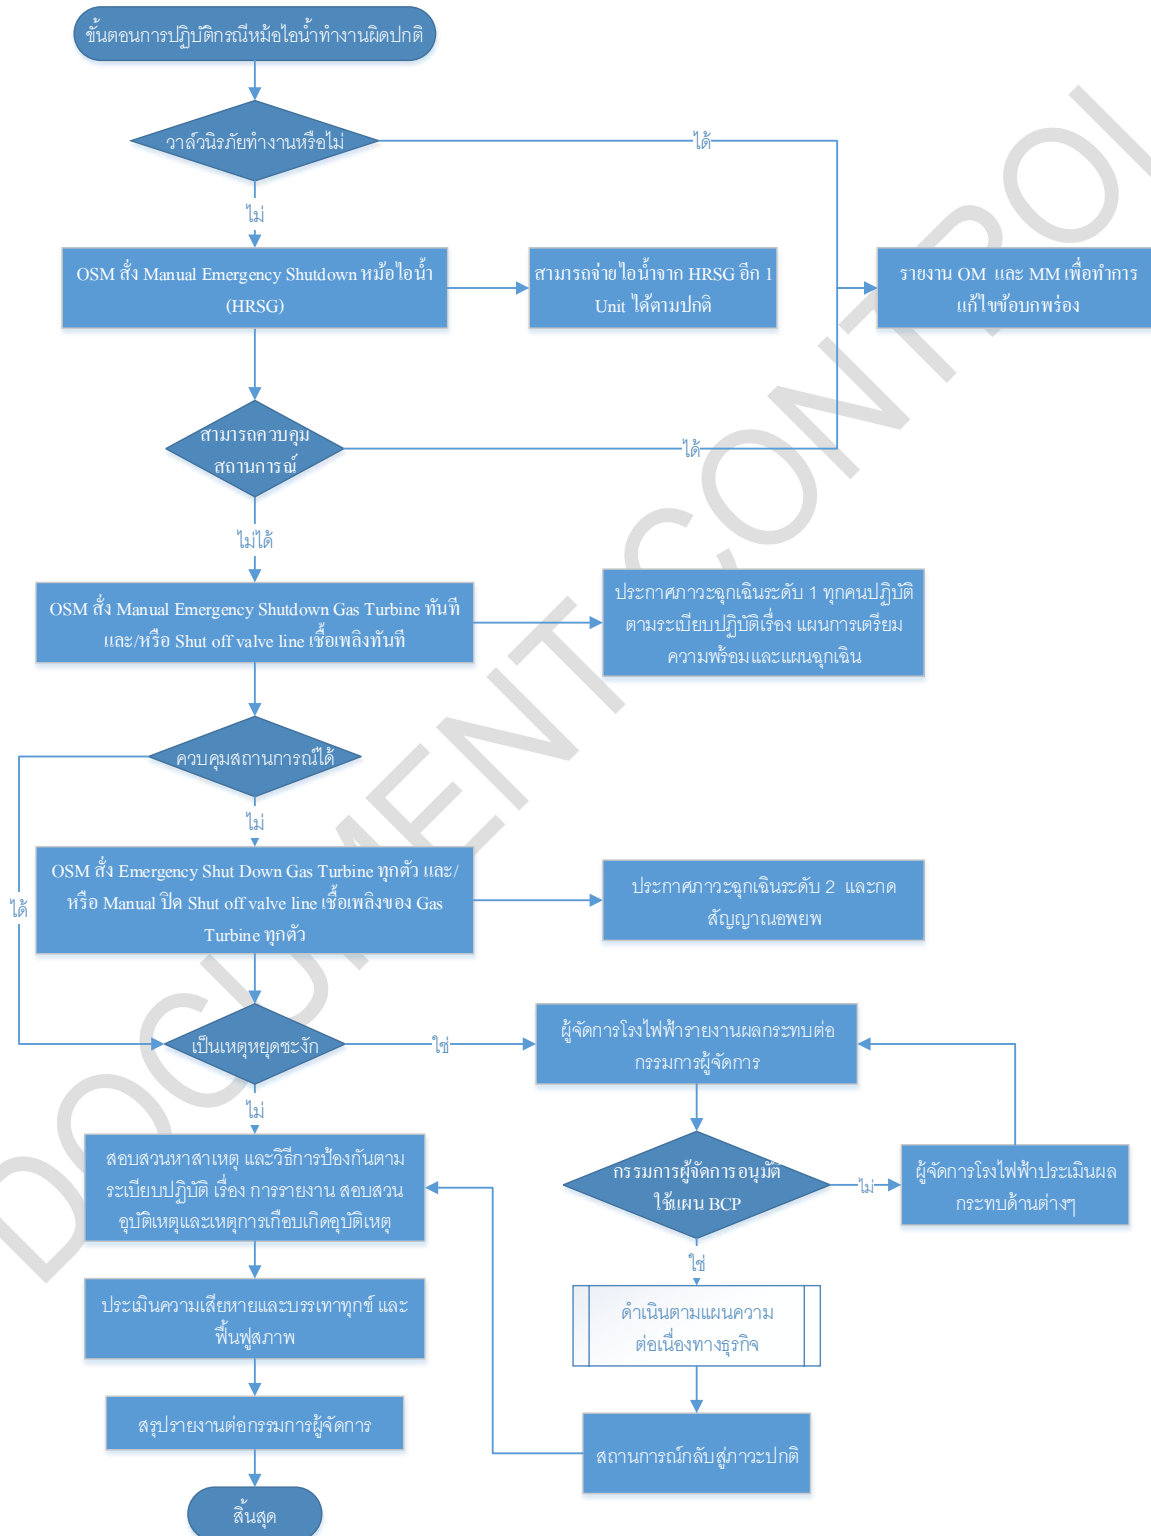 ขั้นตอนการปฏิบัติกรณีหม้อไอน้ำทำงานผิดปกติ
วาล์วนิรภัยทำงานหรือไม่
ได้
ไม่
OSM สั่ง Manual Emergency Shutdown หม้อไอน้ำ
(HRSG)
สามารถจ่ายไอน้ำจาก HRSG อีก 1
Unit ได้ตามปกติ
รายงาน OM และ MM เพื่อทำการ
แก้ไขข้อบกพร่อง
สามารถควบคุม
สถานการณ์
ได้
ไม่ได้
OSM สั่ง Manual Emergency Shutdown Gas Turbine ทันที
และ/หรือ Shut off valve line เชื้อเพลิงทันที
ประกาศภาวะฉุกเฉินระดับ 1 ทุกคนปฏิบัติ
ตามระเบียบปฏิบัติเรื่อง แผนการเตรียม
ความพร้อมและแผนฉุกเฉิน
ควบคุมสถานการณ์ได้
ไม่
ได้
OSM สั่ง Emergency Shut Down Gas Turbine ทุกตัว และ/
หรือ Manual ปิด Shut off valve line เชื้อเพลิงของ Gas
Turbine ทุกตัว
ประกาศภาวะฉุกเฉินระดับ 2 และกด
สัญญาณอพยพ
เป็นเหตุหยุดชะงัก
ใช่
ไม่
ผู้จัดการโรงไฟฟ้ารายงานผลกระทบต่อ
กรรมการผู้จัดการ
สอบสวนหาสาเหตุ และวิธีการป้องกันตาม
ระเบียบปฏิบัติ เรื่อง การรายงาน สอบสวน
อุบัติเหตุและเหตุการเกือบเกิดอุบัติเหตุ
กรรมการผู้จัดการอนุมัติ
ใช้แผน BCP
ไม่
ผู้จัดการโรงไฟฟ้าประเมินผล
กระทบด้านต่างๆ
ใช่
ประเมินความเสียหายและบรรเทาทุกข์ และ
ฟื้นฟูสภาพ
ดำเนินตามแผนความ
ต่อเนื่องทางธุรกิจ
สรุปรายงานต่อกรรมการผู้จัดการ
สถานการณ์กลับสู่ภาวะปกติ
สิ้นสุด
DOCUMENT CONTROL